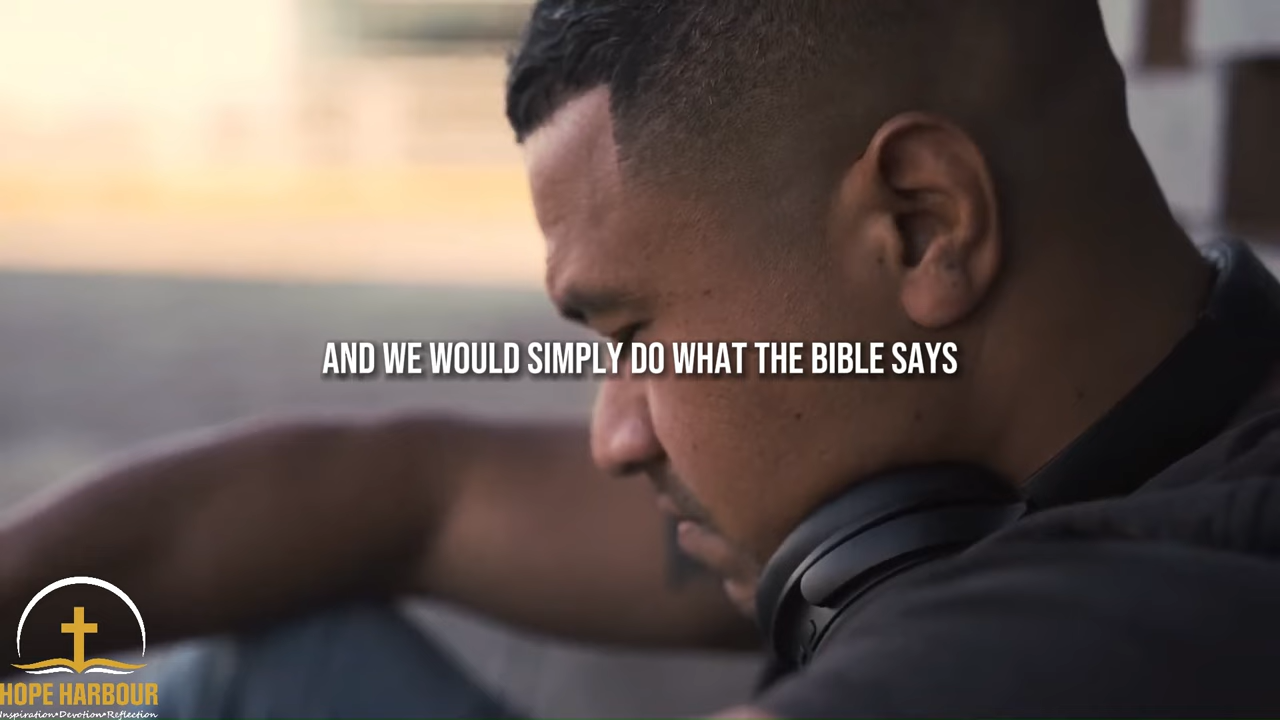 AND WE WOULD SIMPLY DO WHAT THE BIBLE SAYS
HOPE HARBOUR
Inspiration•Devotion•Reflection